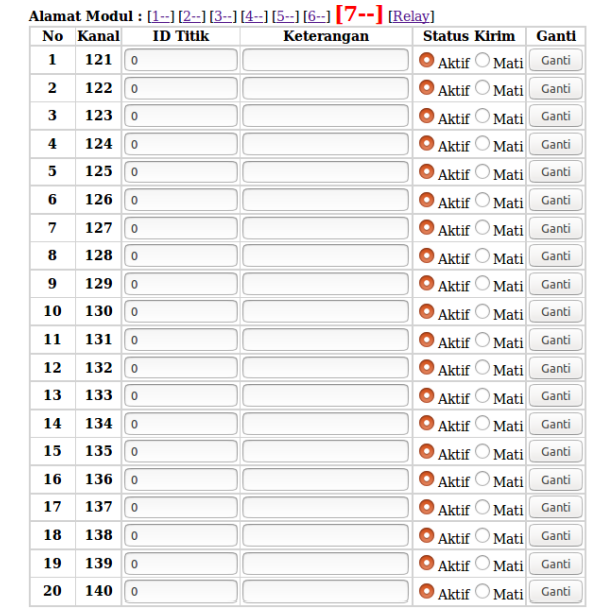 Alamat Modul : [1--] [2--] [3--] [4--] [5--] [6--] [7--] [Relay]
No Kanal ID Titik Keterangan Status Kirim Ganti
1 121 0 Aktif Mati Ganti
2 122 0 Aktif Mati Ganti
3 123 0 Aktif Mati Ganti
4 124 0 Aktif Mati Ganti
5 125 0 Aktif Mati Ganti
6 126 0 Aktif Mati Ganti
7 127 0 Aktif Mati Ganti
8 128 0 Aktif Mati Ganti
9 129 0 Aktif Mati Ganti
10 130 0 Aktif Mati Ganti
11 131 0 Aktif Mati Ganti
12 132 0 Aktif Mati Ganti
13 133 0 Aktif Mati Ganti
14 134 0 Aktif Mati Ganti
15 135 0 Aktif Mati Ganti
16 136 0 Aktif Mati Ganti
17 137 0 Aktif Mati Ganti
18 138 0 Aktif Mati Ganti
19 139 0 Aktif Mati Ganti
20 140 0 Aktif Mati Ganti